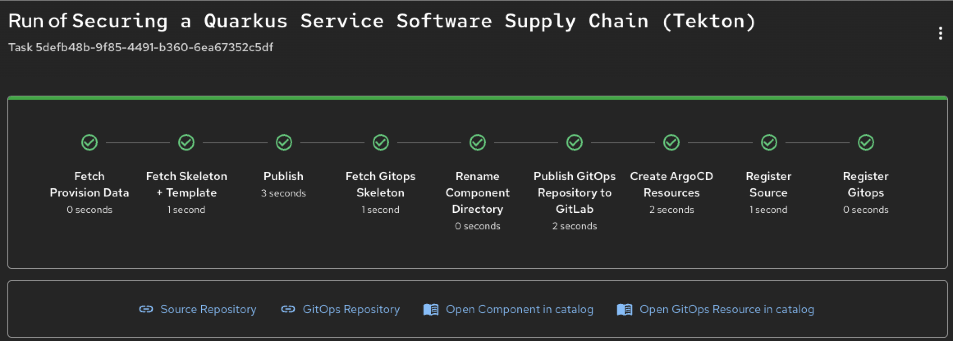 Run of Securing a Quarkus Service Software Supply Chain (Tekton)
Task 5defb48b-9f85-4491-b360-6ea67352c5df
Fetch
Provision Data
0 seconds
Fetch Skeleton
+ Template
1 second
Publish
3 seconds
Fetch Gitops
Skeleton
1 second
Rename
Component
Directory
0 seconds
Publish GitOps
Repository to
GitLab
2 seconds
Create ArgoCD
Resources
2 seconds
Register
Source
1 second
Register
Gitops
0 seconds
Source Repository
GitOps Repository
Open Component in catalog
Open GitOps Resource in catalog